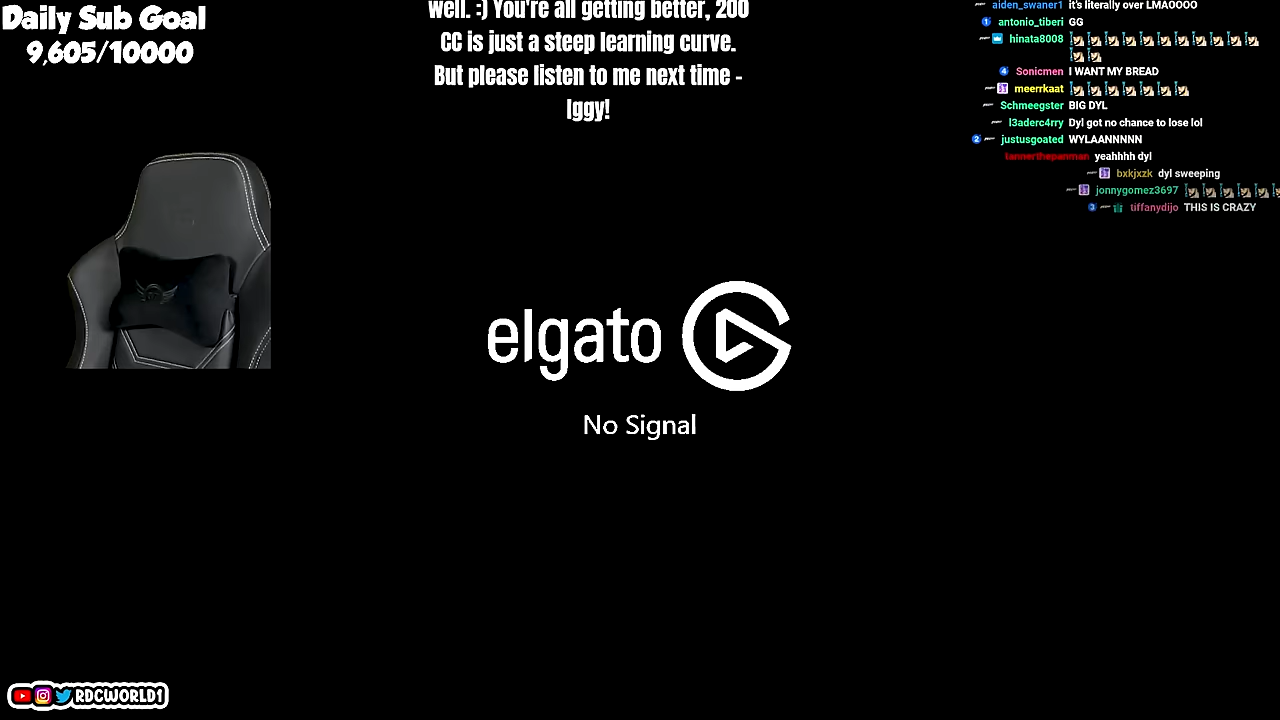 Daily Sub Goal
9,605/10000
well. :) You're all getting better, 200
CC is just a steep learning curve.
But please listen to me next time -
Iggy!
aiden_swaner1 it's literally over LMAOOOO
antonio_tiberi GG
hinata8008
Sonicmen I WANT MY BREAD
meerrkaat
Schmeegster BIG DYL
l3aderc4rry Dyl got no chance to lose lol
justusgoated WYLAANNNNN
tannerthepanman yeahhhh dyl
bxkjxzk dyl sweeping
jonnygomez3697
tiffanydijo THIS IS CRAZY
elgato
No Signal
RDCWORLD1